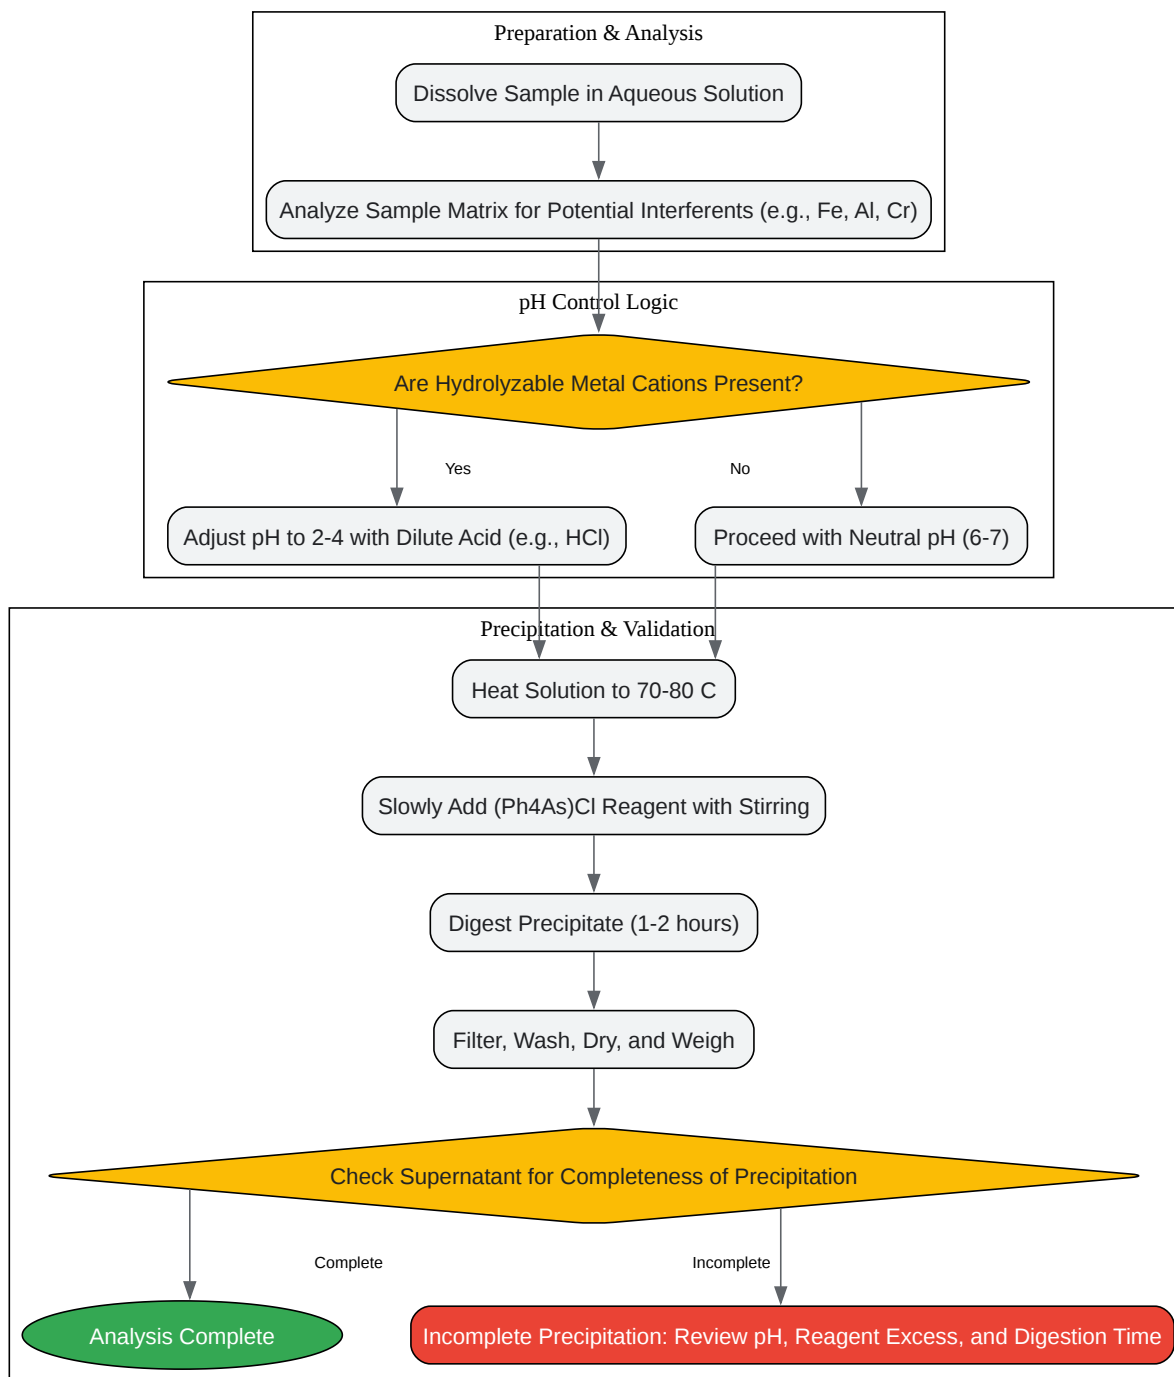 Preparation & Analysis
Dissolve Sample in Aqueous Solution
Analyze Sample Matrix for Potential Interferents (e.g., Fe, Al, Cr)
pH Control Logic
Are Hydrolyzable Metal Cations Present?
Yes
No
Adjust pH to 2-4 with Dilute Acid (e.g., HCl)
Proceed with Neutral pH (6-7)
Precipitation & Validation
Heat Solution to 70-80 C
Slowly Add (Ph4As)Cl Reagent with Stirring
Digest Precipitate (1-2 hours)
Filter, Wash, Dry, and Weigh
Check Supernatant for Completeness of Precipitation
Complete
Incomplete
Analysis Complete
Incomplete Precipitation: Review pH, Reagent Excess, and Digestion Time